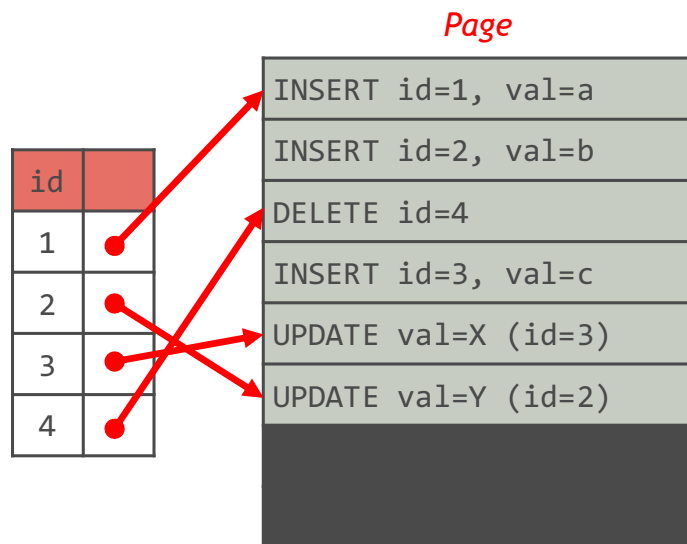 Page
INSERT id=1, val=a
INSERT id=2, val=b
DELETE id=4
INSERT id=3, val=c
UPDATE val=X (id=3)
UPDATE val=Y (id=2)
id
1
2
3
4